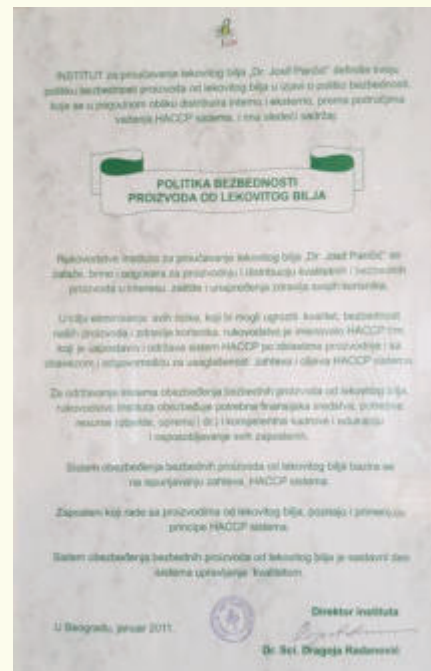 INSTITUT za proučavanje lekovitog bilja „Dr. Josif Pančić“ definiše svoju
politiku bezbednosti proizvoda od lekovitog bilja u izjavi o politici bezbednosti,
koja se u pogodnom obliku distribuira interno i eksterno, prema područjima
važenja HACCP sistema, i ima sledeći sadržaj:
POLITIKA BEZBEDNOSTI
PROIZVODA OD LEKOVITOG BILJA
Rukovodstvo Instituta za proučavanje lekovitog bilja „Dr. Josif Pančić“ se
zalaže, brine i odgovara za proizvodnju i distribuciju kvalitetnih i bezbednih
proizvoda u interesu zaštite i unapređenja zdravlja svojih korisnika.
U cilju eliminisanja svih rizika, koji bi mogli ugroziti kvalitet, bezbednost
naših proizvoda i zdravlje korisnika, rukovodstvo je imenovalo HACCP tim,
koji je uspostavio i održava sistem HACCP po obavezama proizvodnje i sa
obavezom i odgovornošću za usaglašenost zahteva i ciljeva HACCP sistema.
Za održavanje sistema obezbeđenja bezbednih proizvoda od lekovitog bilja,
rukovodstvo Instituta obezbeđuje potrebna finansijska sredstva, potrebne
resurse (objekte, opremu i dr.) i kompetentne kadrove i edukaciju
i osposobljavanje svih zaposlenih.
Sistem obezbeđenja bezbednih proizvoda od lekovitog bilja bazira se
na ispunjavanju zahteva, HACCP sistema.
Zaposleni koji rade sa proizvodima od lekovitog bilja, poznaju i primenjuju
principe HACCP sistema.
Sistem obezbeđenja bezbednih proizvoda od lekovitog bilja je sastavni deo
sistema upravljanja kvalitetom.
Direktor instituta
U Beogradu, januar 2011.
Dr. Sci. Dragoja Radanović